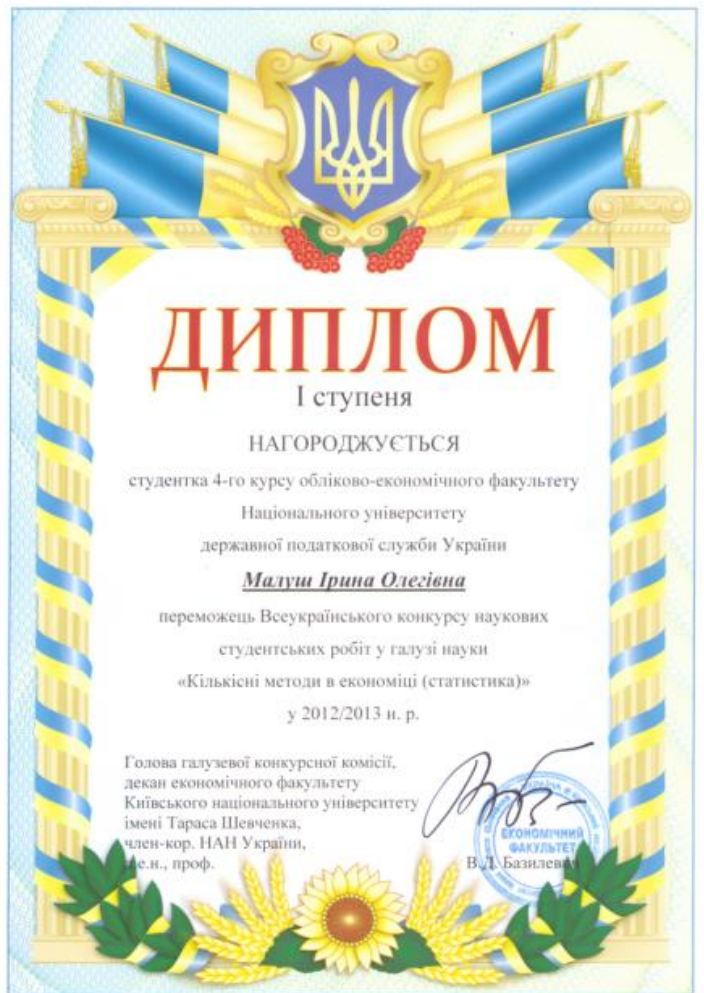 ДИПЛОМ
І ступеня
НАГОРОДЖУЄТЬСЯ
студентка 4-го курсу обліково-економічного факультету
Національного університету
державної податкової служби України
Малуш Ірина Олегівна
переможець Всеукраїнського конкурсу наукових
студентських робіт у галузі науки
«Кількісні методи в економіці (статистика)»
у 2012/2013 н. р.
Голова галузевої конкурсної комісії,
декан економічного факультету
Київського національного університету
імені Тараса Шевченка,
член-кор. НАН України,
д.е.н., проф.
В.Д. Базилевич
ЕКОНОМІЧНИЙ
ФАКУЛЬТЕТ